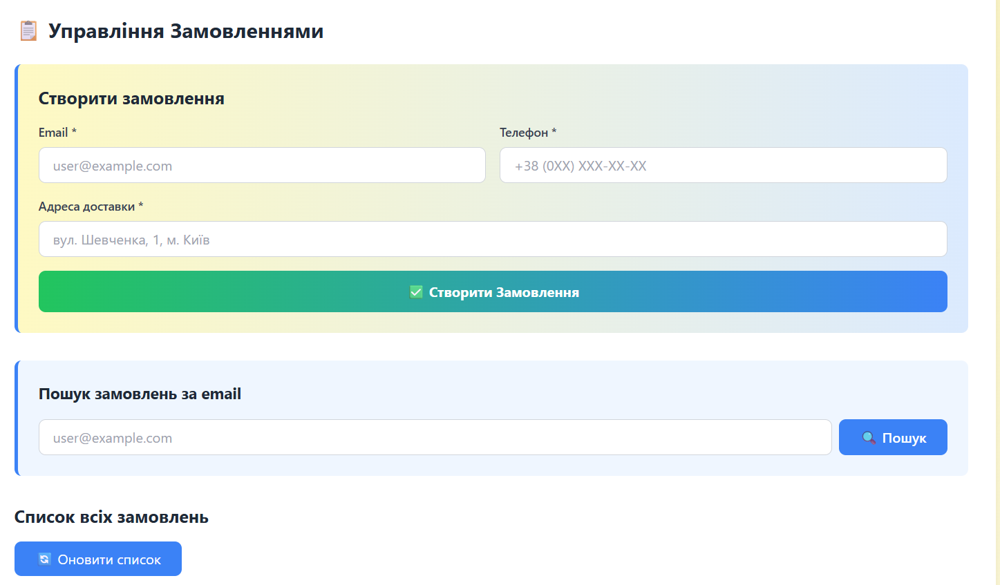 Управління Замовленнями
Створити замовлення
Email *
Телефон *
user@example.com
+38 (0XX) XXX-XX-XX
Адреса доставки *
вул. Шевченка, 1, м. Київ
Створити Замовлення
Пошук замовлень за email
user@example.com
Пошук
Список всіх замовлень
Оновити список